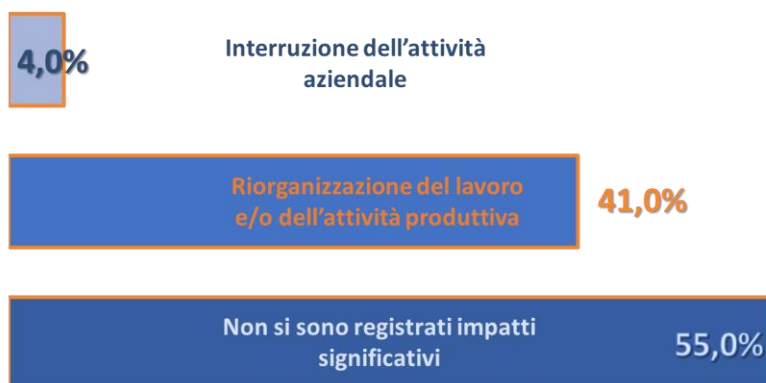 4,0%
Interruzione dell’attività
aziendale
Riorganizzazione del lavoro
e/o dell’attività produttiva
41,0%
Non si sono registrati impatti
significativi
55,0%